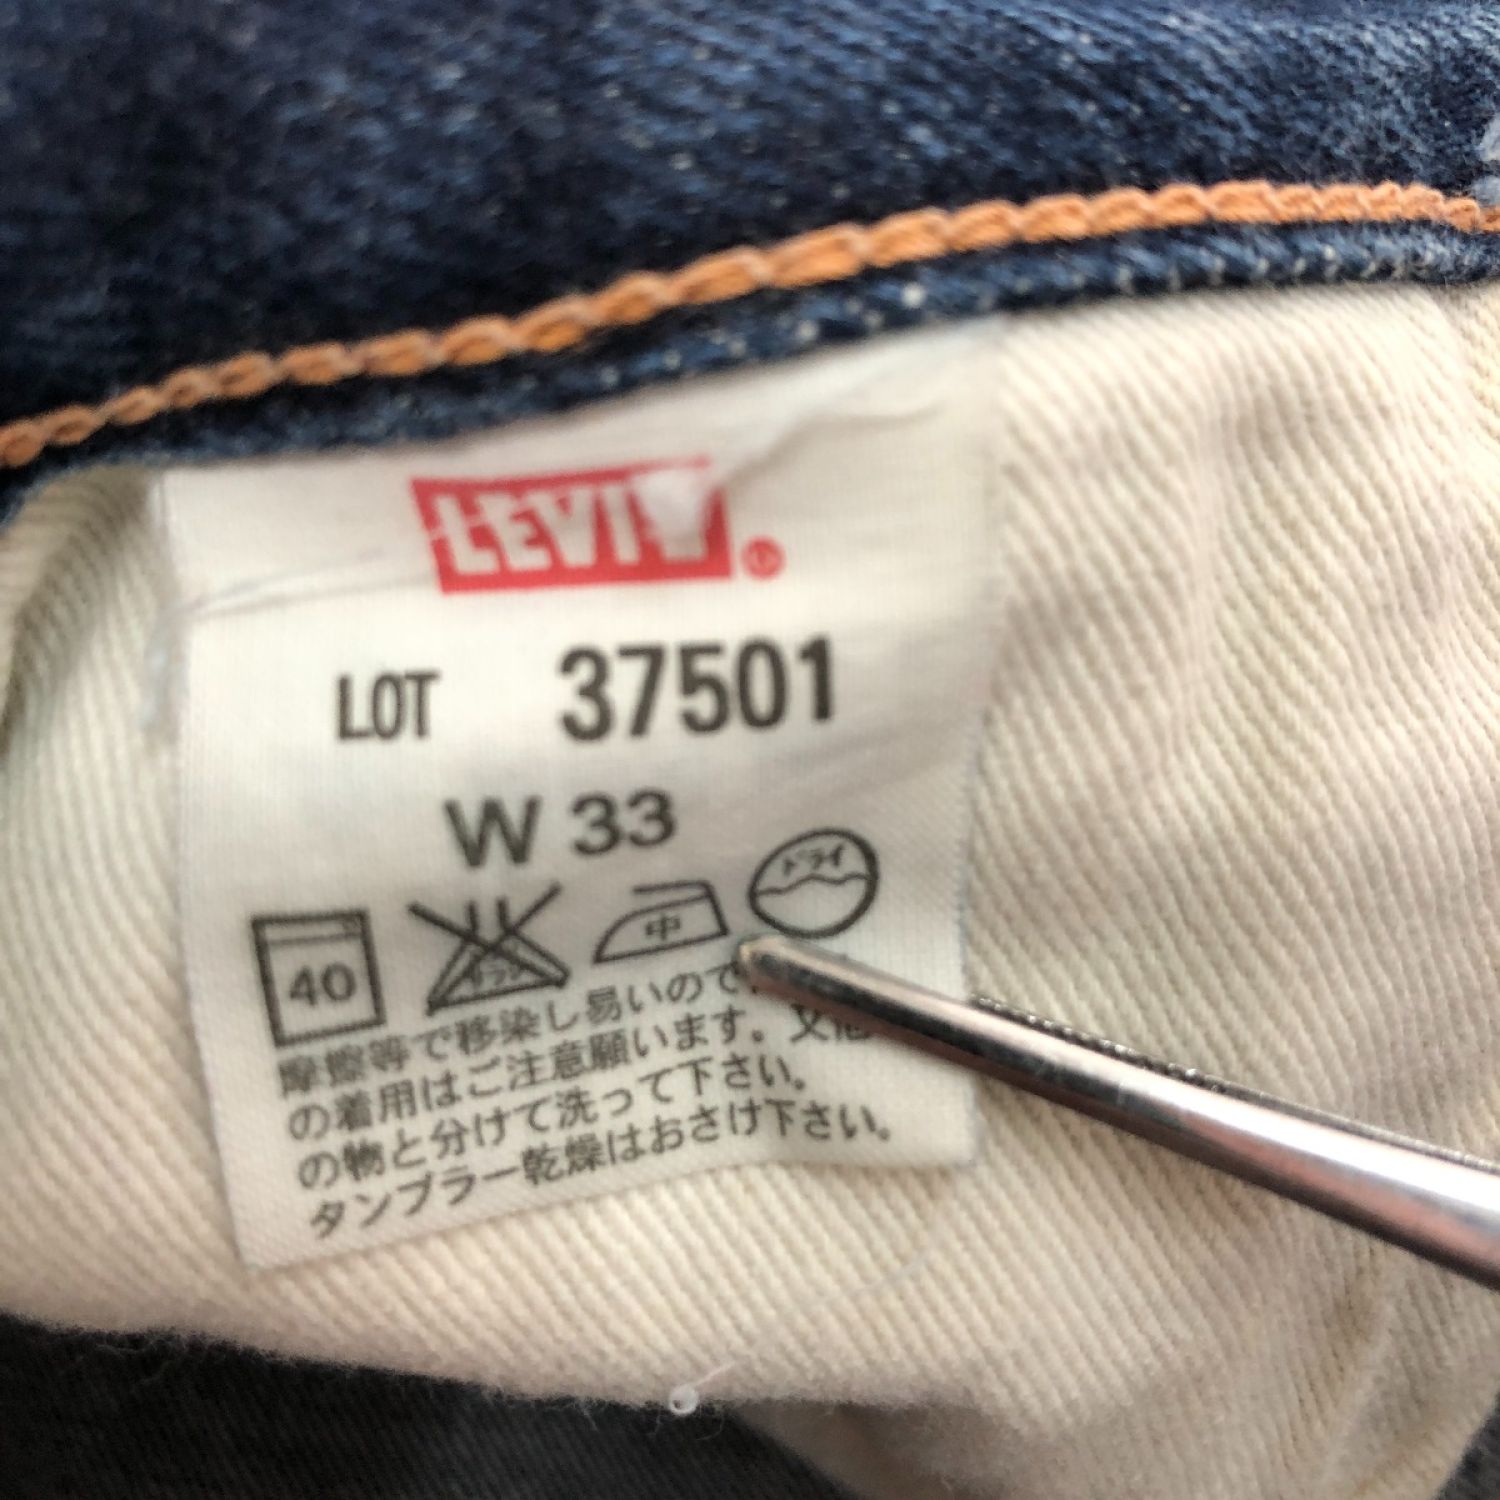 LEVI'S
LOT 37501
W 33
40 中 ドライ
摩擦等で移染し易いので
の着用はご注意願います。又他
の物と分けて洗って下さい。
タンブラー乾燥はおさけ下さい。